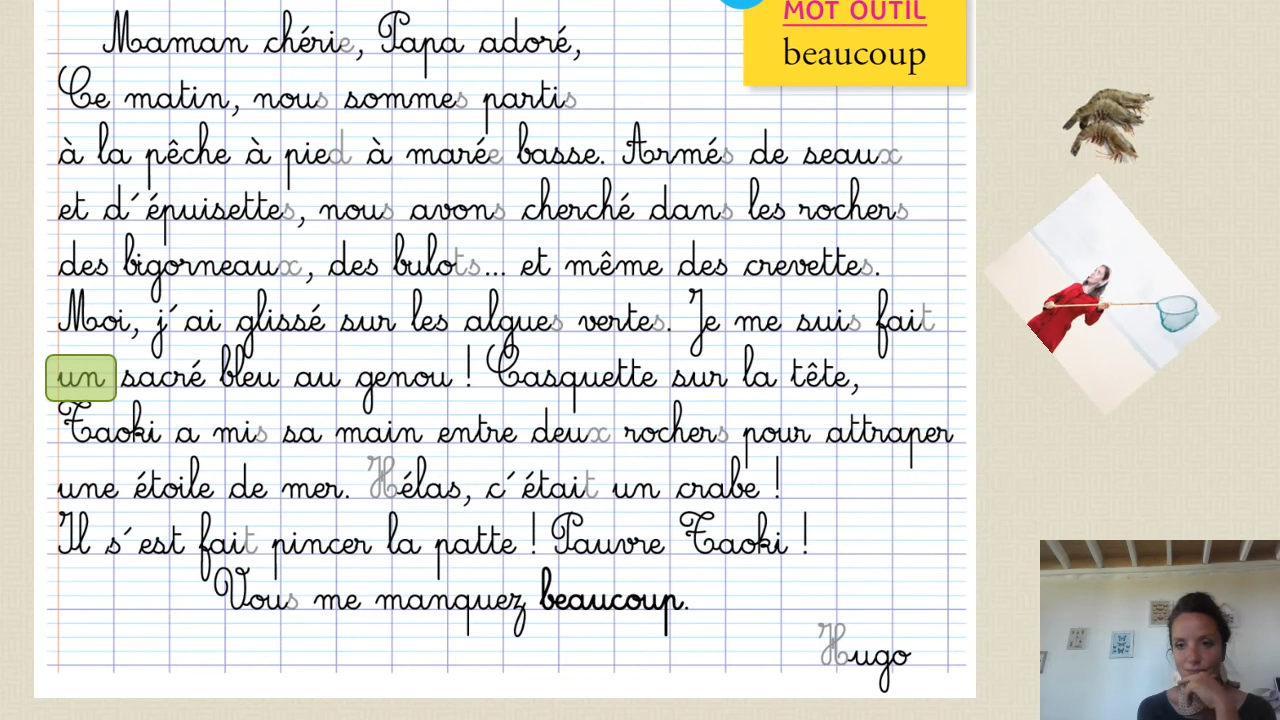 MOT OUTIL
beaucoup
Maman chérie, Papa adoré,
Ce matin, nous sommes partis
à la pêche à pied à marée basse. Armés de seaux
et d'épuisettes, nous avons cherché dans les rochers
des bigorneaux, des bulots... et même des crevettes.
Moi, j'ai glissé sur les algues vertes. Je me suis fait
un sacré bleu au genou ! Casquette sur la tête,
Taoki a mis sa main entre deux rochers pour attraper
une étoile de mer. Hélas, c'était un crabe !
Il s'est fait pincer la patte ! Pauvre Taoki !
Vous me manquez beaucoup.
Hugo